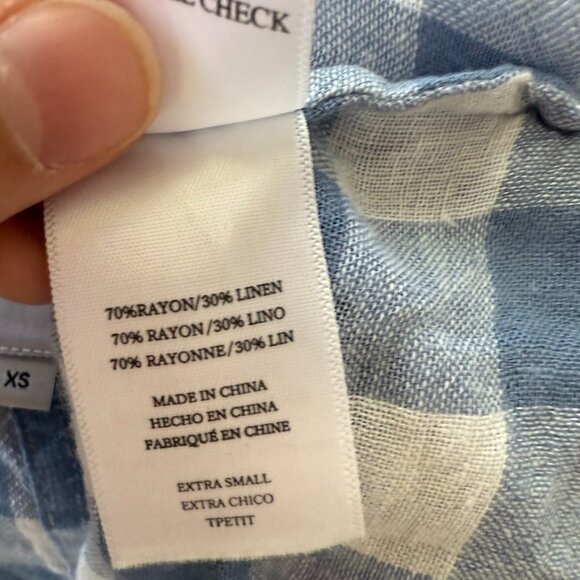 CHECK
70%RAYON/30% LINEN
70% RAYON/30% LINO
70% RAYONNE/30% LIN
MADE IN CHINA
HECHO EN CHINA
FABRIQUÉ EN CHINE
EXTRA SMALL
EXTRA CHICO
TPETIT
XS